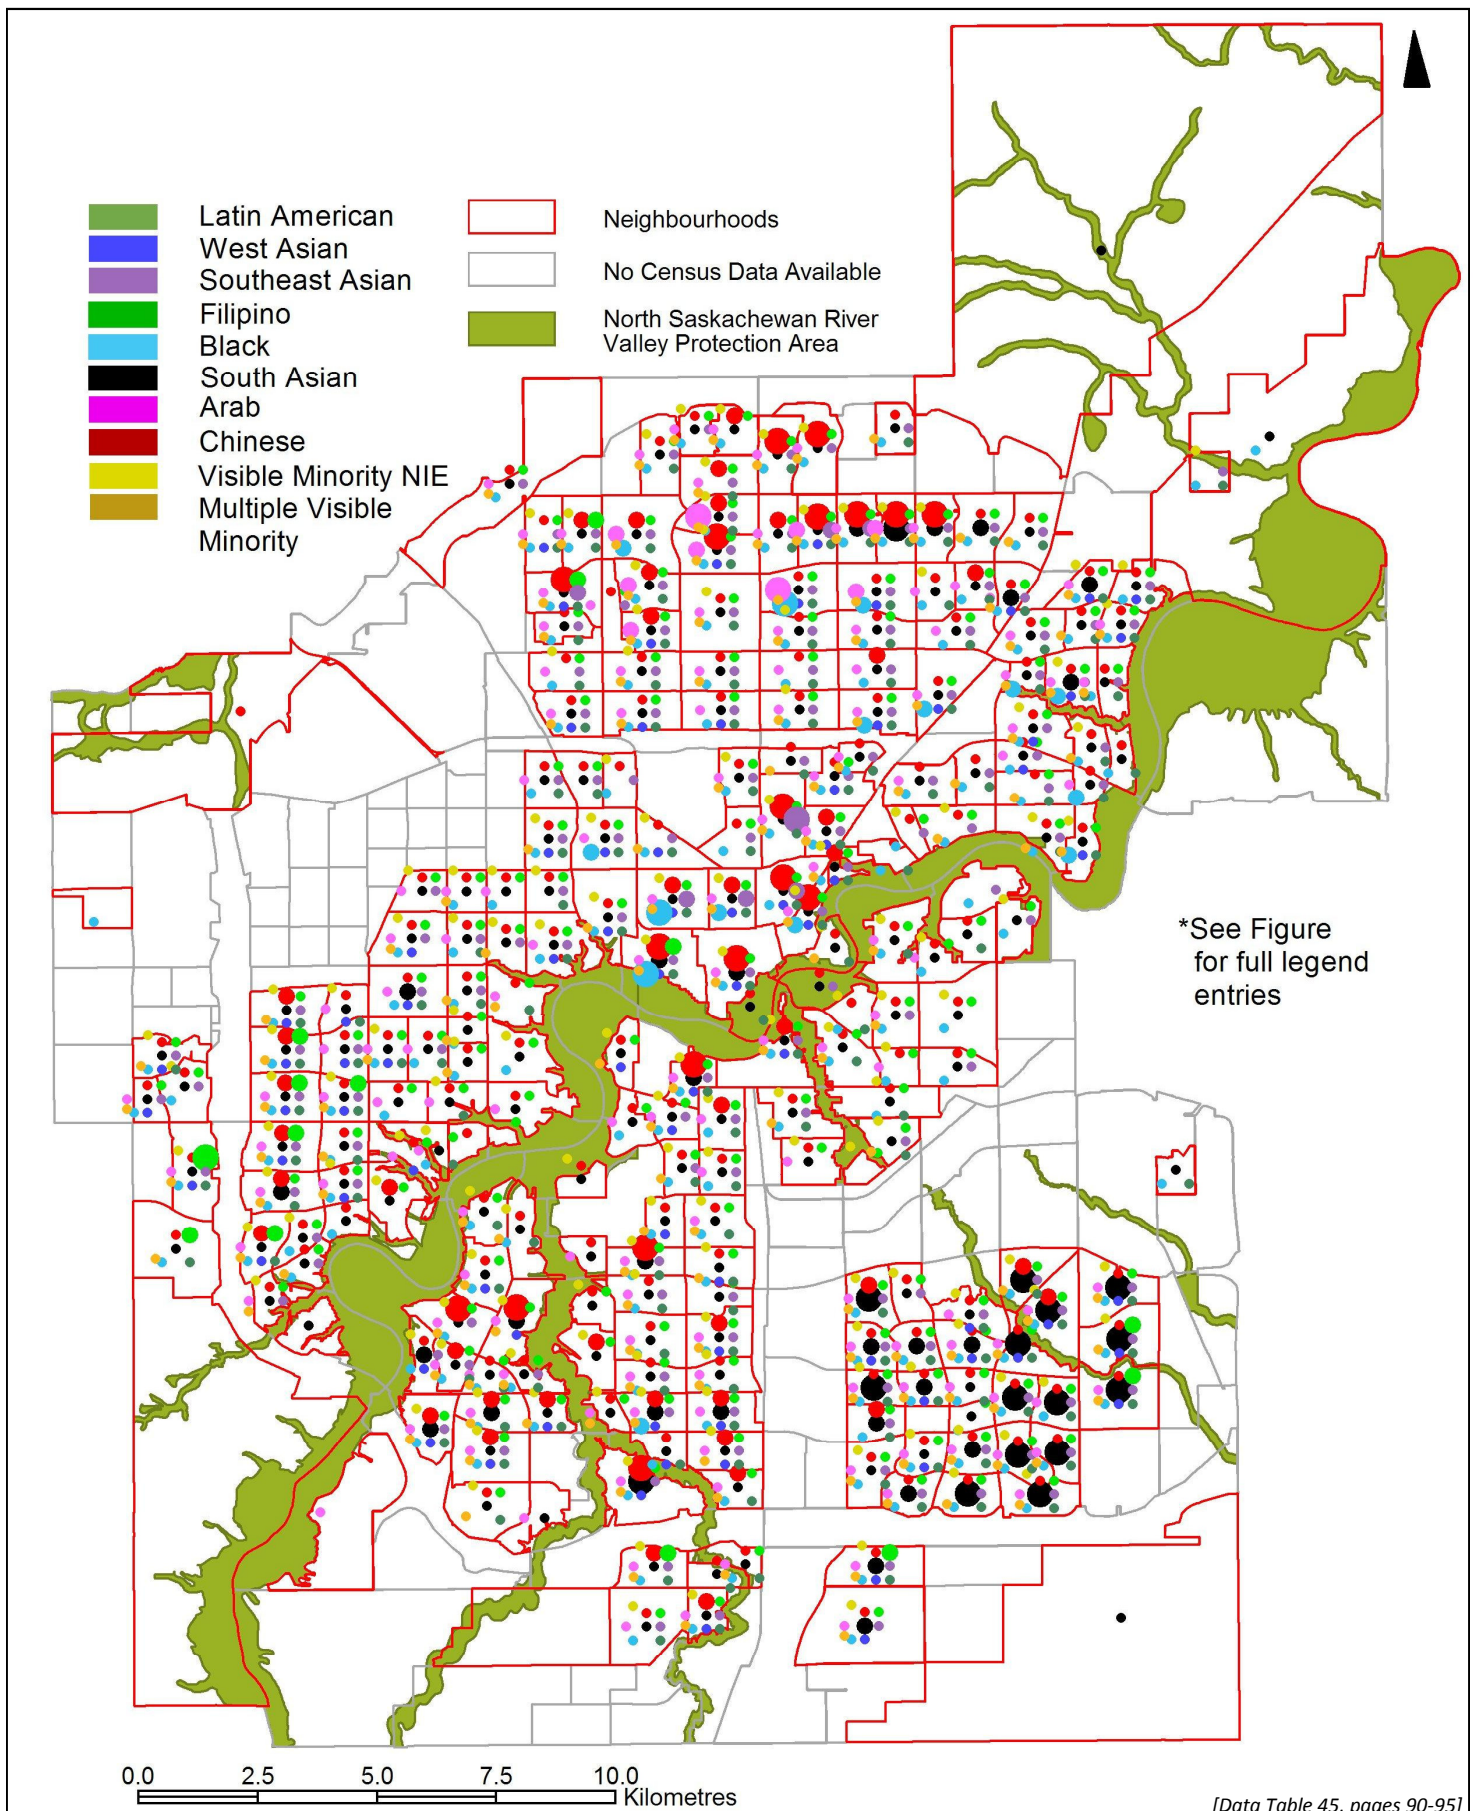 Latin American
West Asian
Southeast Asian
Filipino
Black
South Asian
Arab
Chinese
Visible Minority NIE
Multiple Visible
Minority
Neighbourhoods
No Census Data Available
North Saskachewan River
Valley Protection Area
*See Figure
for full legend
entries
0.0 2.5 5.0 7.5 10.0
Kilometres
[Data Table 45, pages 90-95]